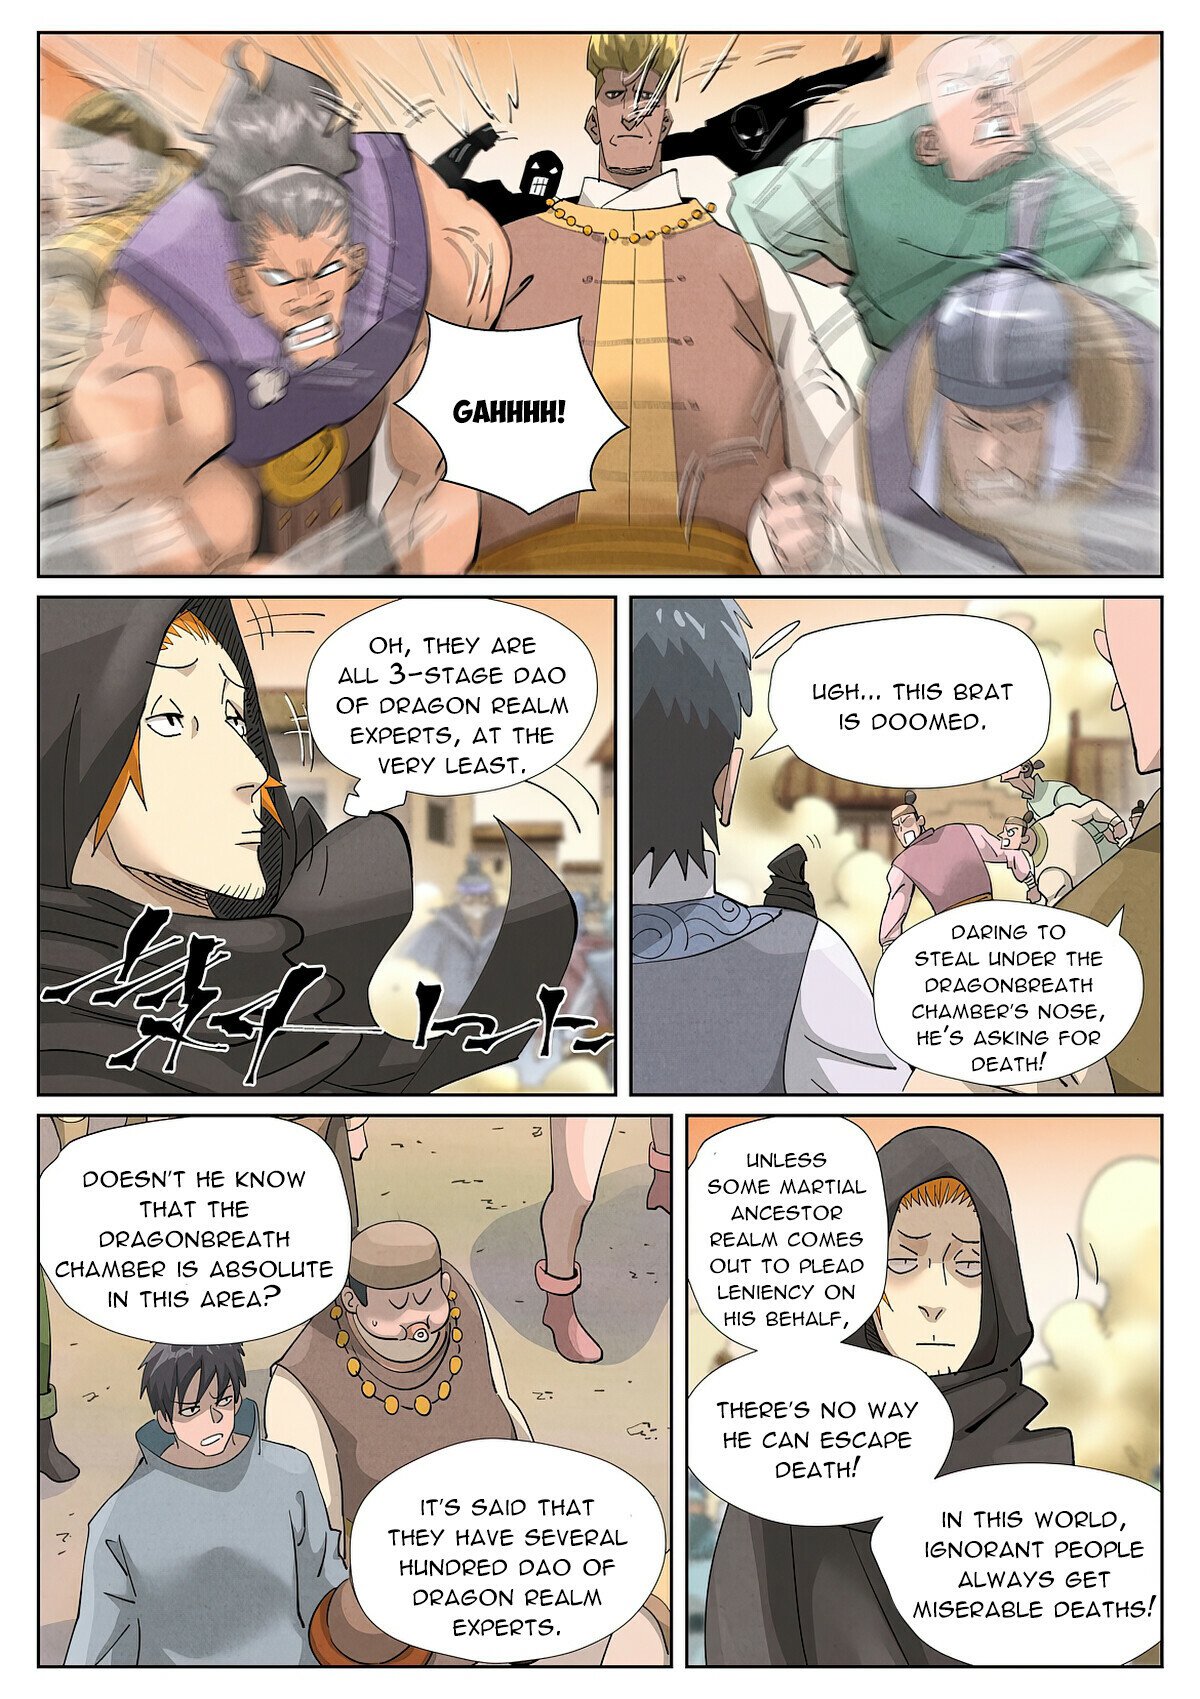 GAHHHH!
OH, THEY ARE
ALL 3-STAGE DAO
OF DRAGON REALM
EXPERTS, AT THE
VERY LEAST.
UGH... THIS BRAT
IS DOOMED.
DARING TO
STEAL UNDER THE
DRAGONBREATH
CHAMBER'S NOSE,
HE'S ASKING FOR
DEATH!
DOESN'T HE KNOW
THAT THE
DRAGONBREATH
CHAMBER IS ABSOLUTE
IN THIS AREA?
IT'S SAID THAT
THEY HAVE SEVERAL
HUNDRED DAO OF
DRAGON REALM
EXPERTS.
UNLESS
SOME MARTIAL
ANCESTOR
REALM COMES
OUT TO PLEAD
LENIENCY ON
HIS BEHALF,
THERE'S NO WAY
HE CAN ESCAPE
DEATH!
IN THIS WORLD,
IGNORANT PEOPLE
ALWAYS GET
MISERABLE DEATHS!